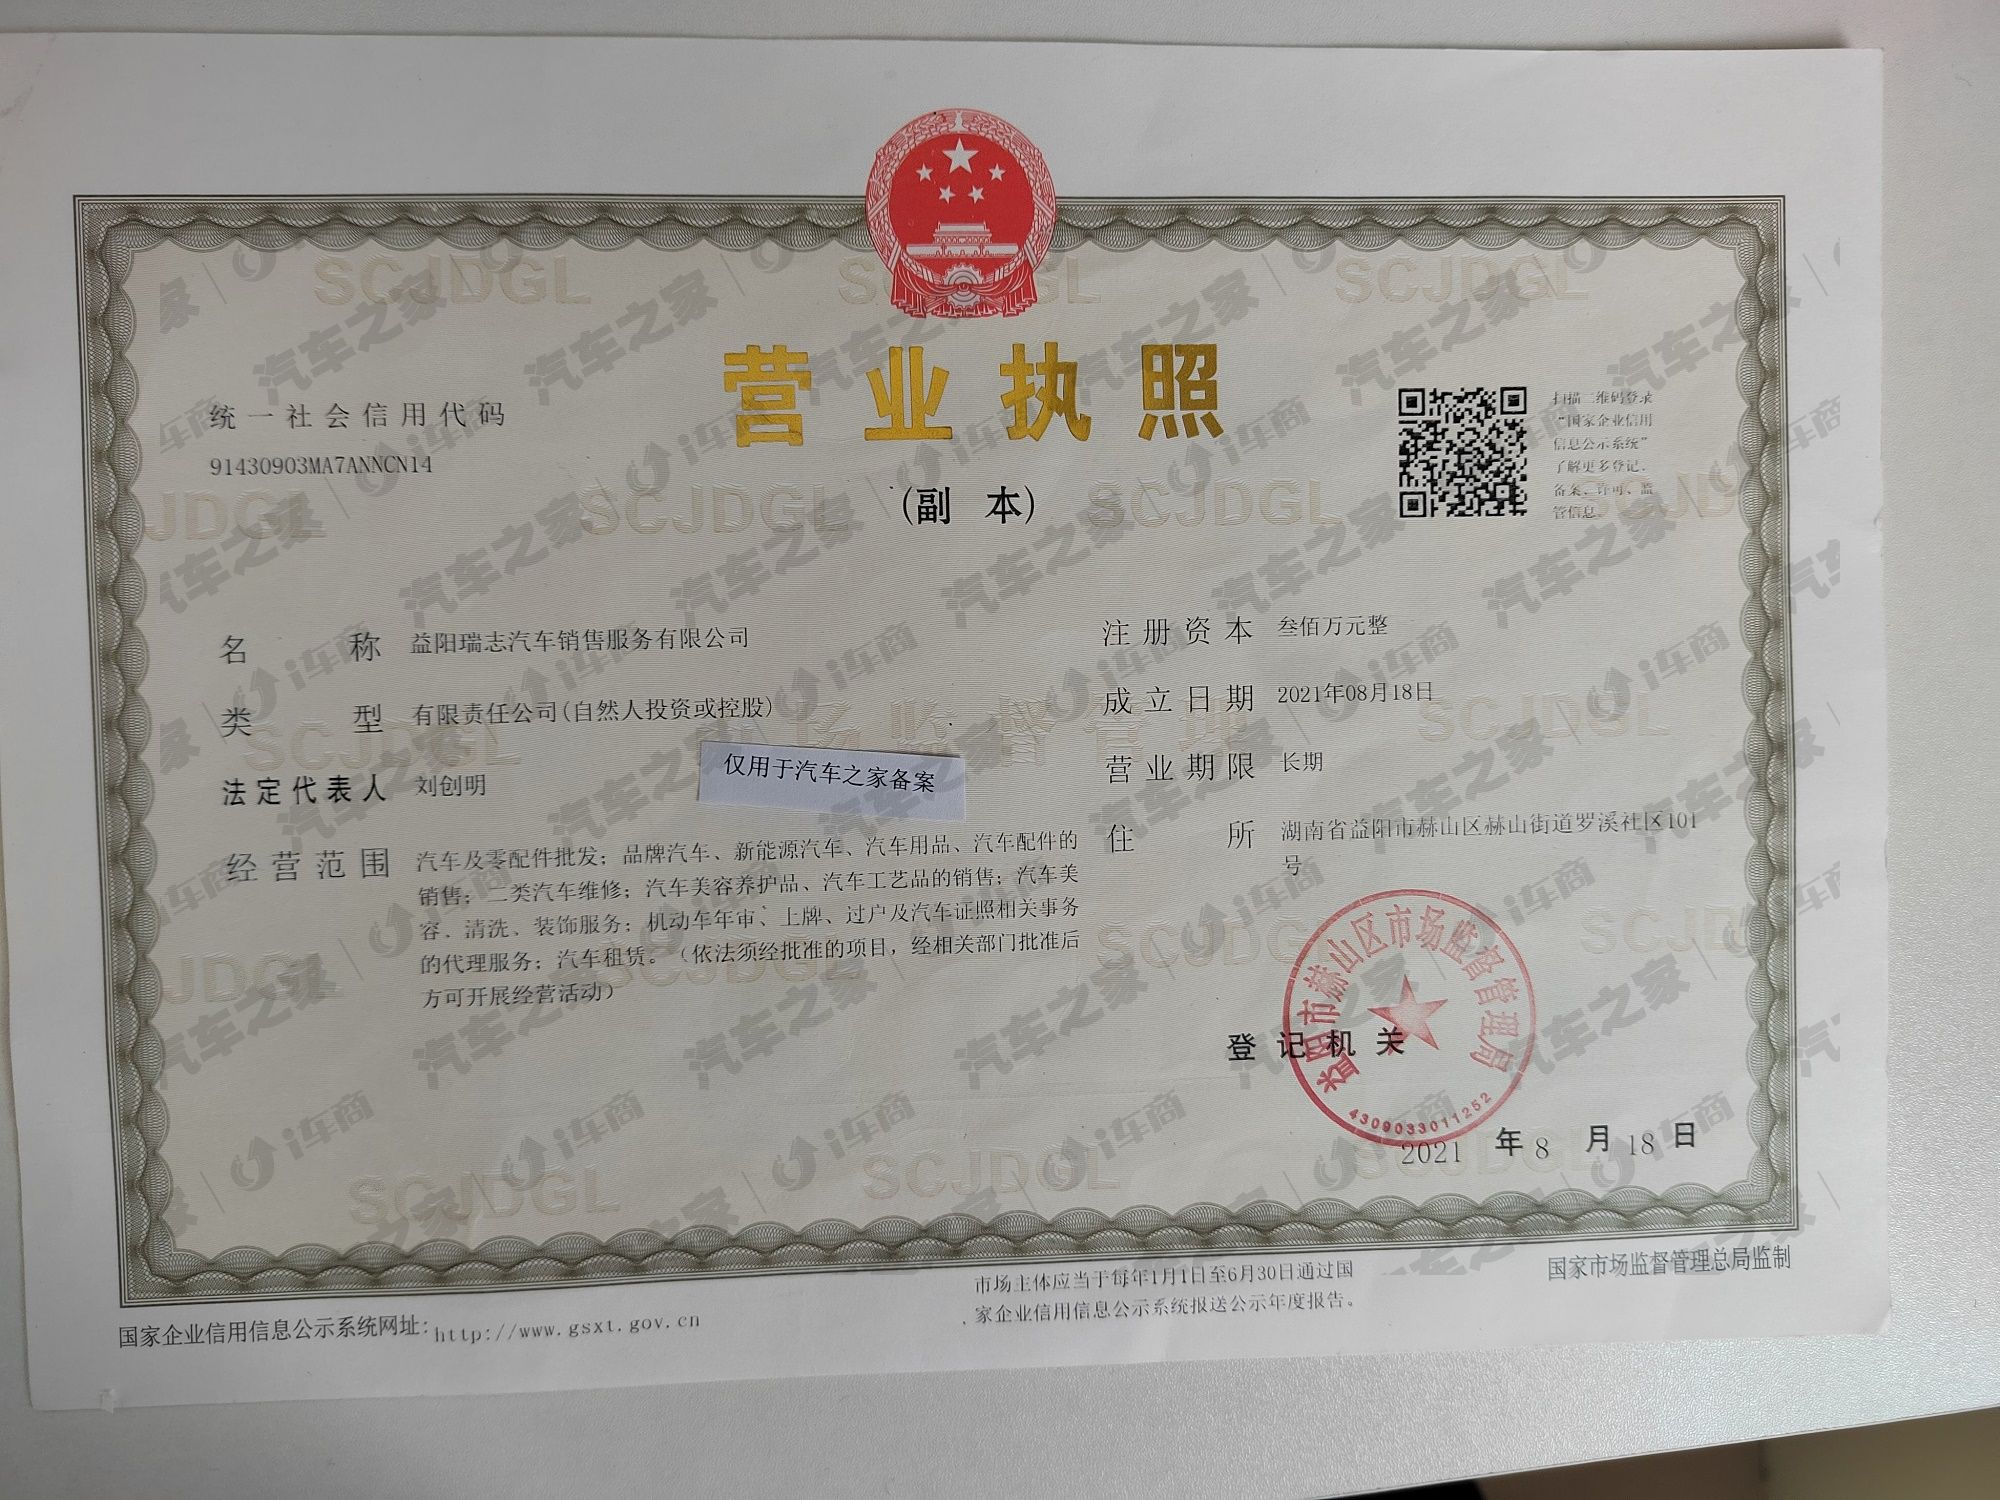 营业执照
(副 本)
统一社会信用代码
91430903MA7ANNCN14
扫描二维码登录
“国家企业信用
信息公示系统”
了解更多登记、
备案、许可、监
管信息。
名 称 益阳瑞志汽车销售服务有限公司
类 型 有限责任公司(自然人投资或控股)
法定代表人 刘创明
经营范围 汽车及零配件批发；品牌汽车、新能源汽车、汽车用品、汽车配件的
销售；二类汽车维修；汽车美容养护品、汽车工艺品的销售；汽车美
容、清洗、装饰服务；机动车年审、上牌、过户及汽车证照相关事务
的代理服务；汽车租赁。（依法须经批准的项目，经相关部门批准后
方可开展经营活动）
仅用于汽车之家备案
注册资本 叁佰万元整
成立日期 2021年08月18日
营业期限 长期
住 所 湖南省益阳市赫山区赫山街道罗溪社区101
号
登记机关
益阳市赫山区市场监督管理局
4309033011252
2021 年 8 月 18 日
国家企业信用信息公示系统网址：http://www.gsxt.gov.cn
市场主体应当于每年1月1日至6月30日通过国
家企业信用信息公示系统报送公示年度报告。
国家市场监督管理总局监制
SCJDGL
市场监督管理
汽车之家
i车商